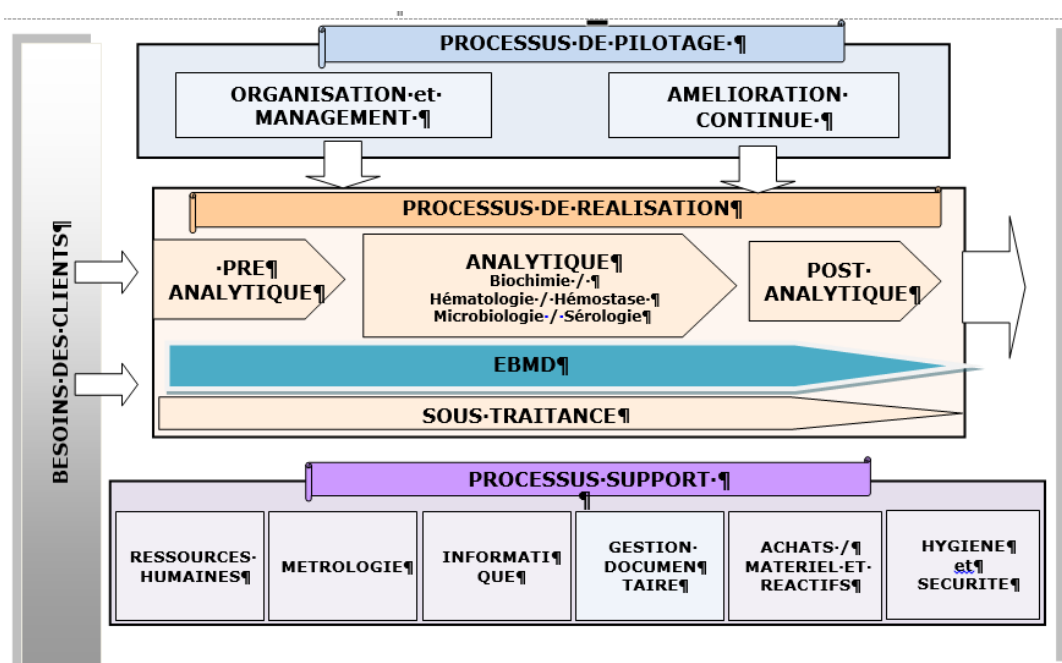 PROCESSUS·DE·PILOTAGE·¶
ORGANISATION·et·
MANAGEMENT·¶
AMELIORATION·
CONTINUE·¶
BESOINS·DES·CLIENTS¶
PROCESSUS·DE·REALISATION¶
·PRE¶
ANALYTIQUE¶
ANALYTIQUE¶
Biochimie·/·¶
Hématologie·/·Hémostase·¶
Microbiologie·/·Sérologie¶
POST·
ANALYTIQUE¶
EBMD¶
SOUS·TRAITANCE¶
PROCESSUS·SUPPORT·¶
¶
RESSOURCES·
HUMAINES¶
METROLOGIE¶
INFORMATI¶
QUE¶
GESTION·
DOCUMEN¶
TAIRE¶
ACHATS·/¶
MATERIEL·ET·
REACTIFS¶
HYGIENE¶
et¶
SECURITE¶